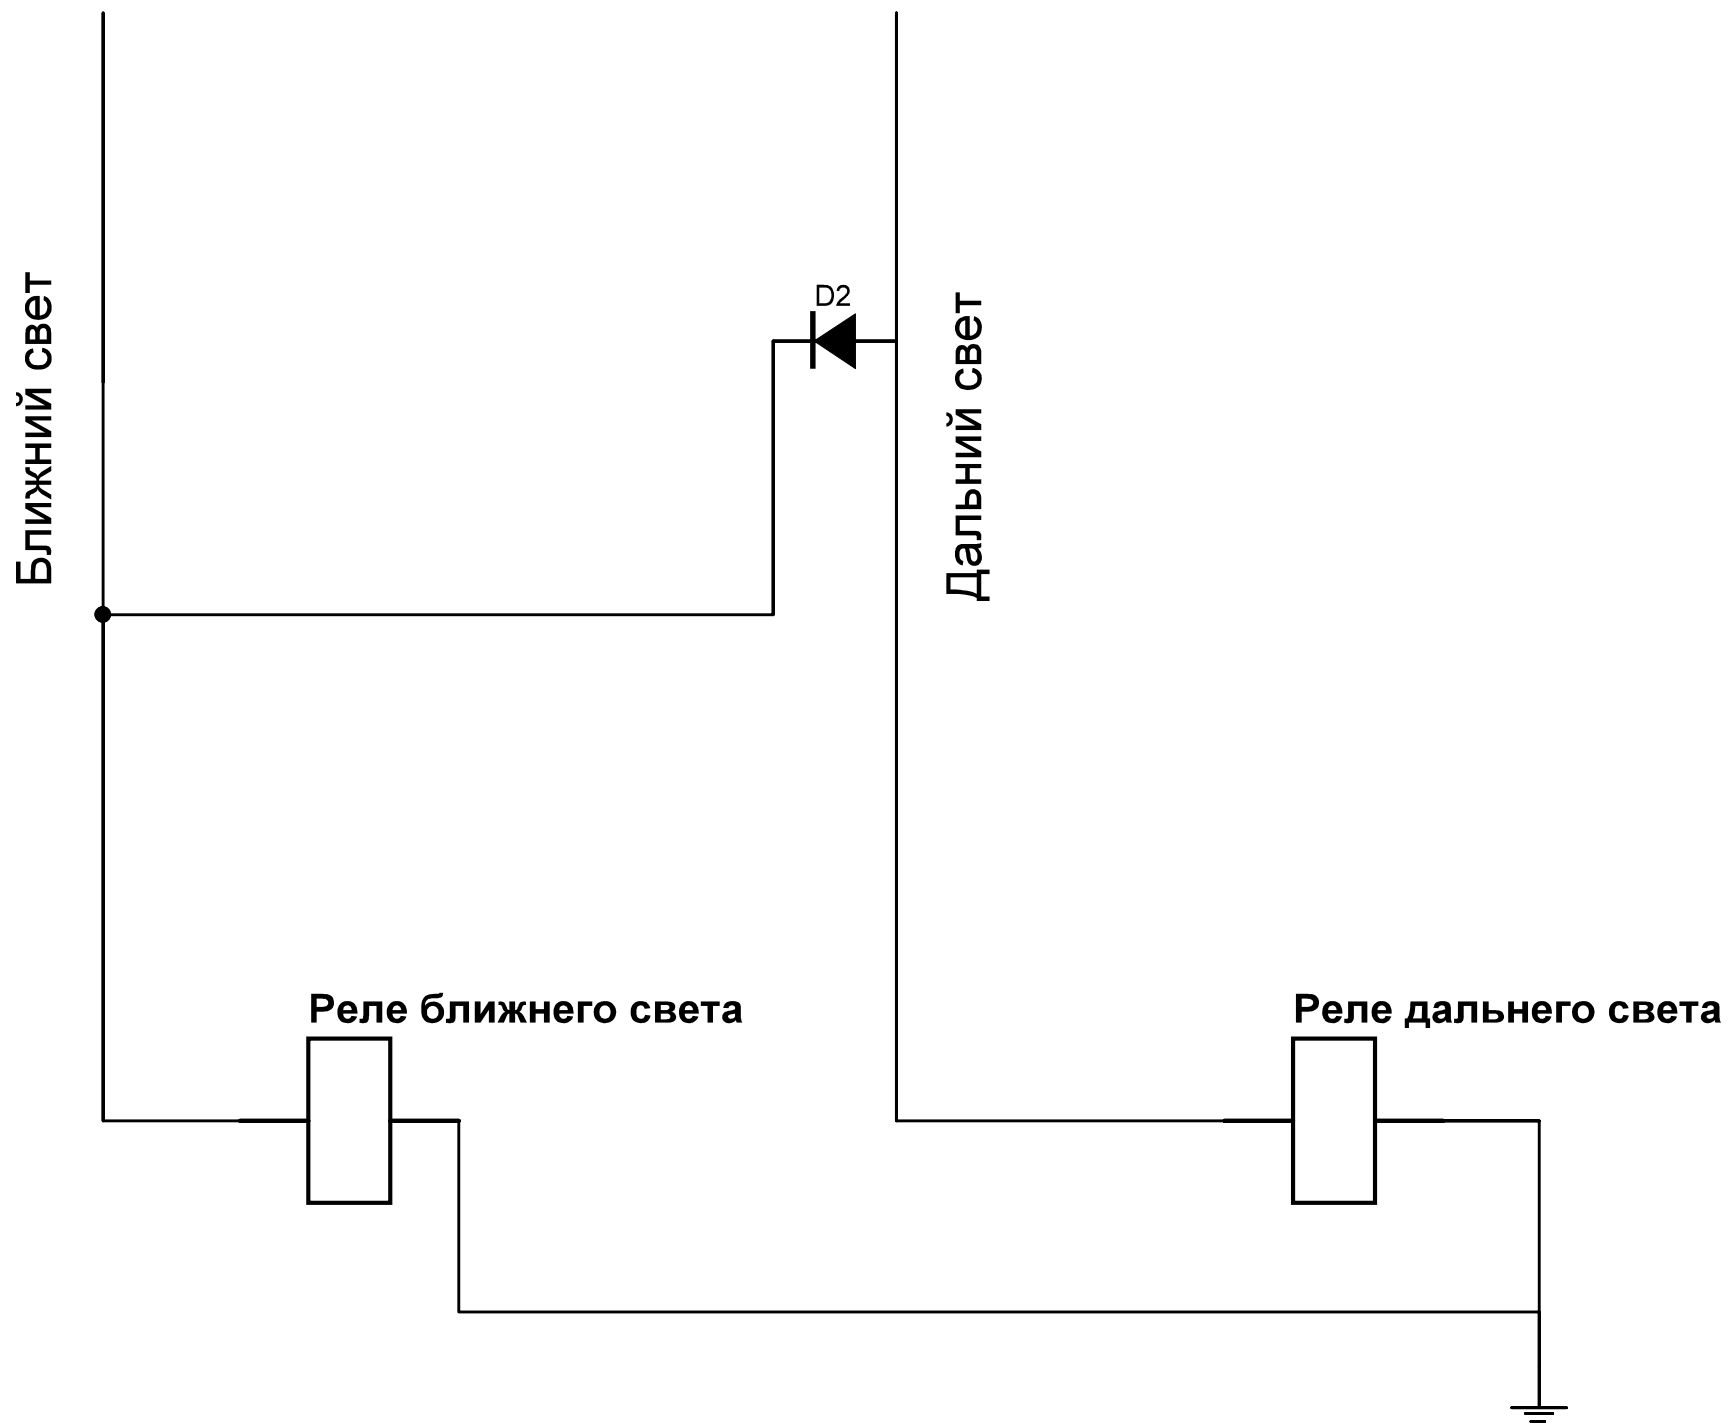 D2
Ближний свет
Дальний свет
Реле ближнего света
Реле дальнего света